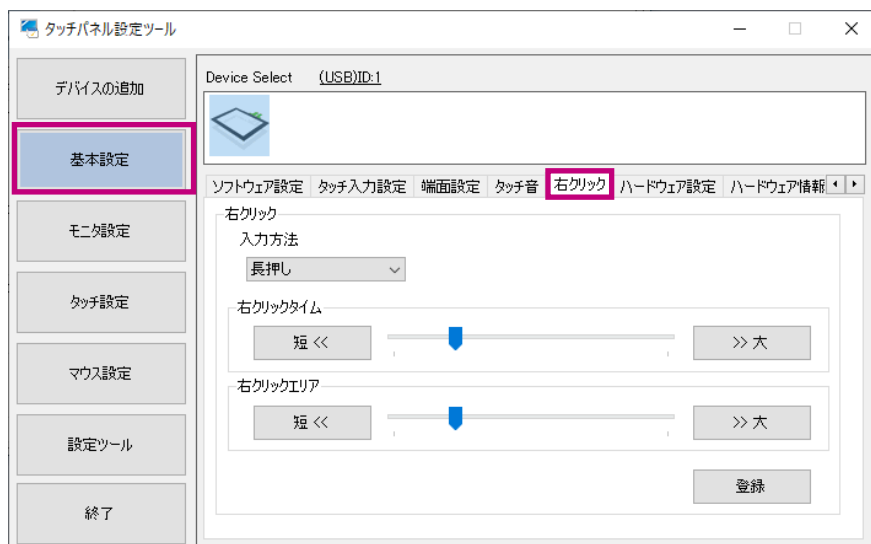 タッチパネル設定ツール
デバイスの追加
基本設定
モニタ設定
タッチ設定
マウス設定
設定ツール
終了
Device Select (USB)ID:1
ソフトウェア設定 タッチ入力設定 端面設定 タッチ音 右クリック ハードウェア設定 ハードウェア情報
右クリック
入力方法
長押し
右クリックタイム
短 << >> 大
右クリックエリア
短 << >> 大
登録